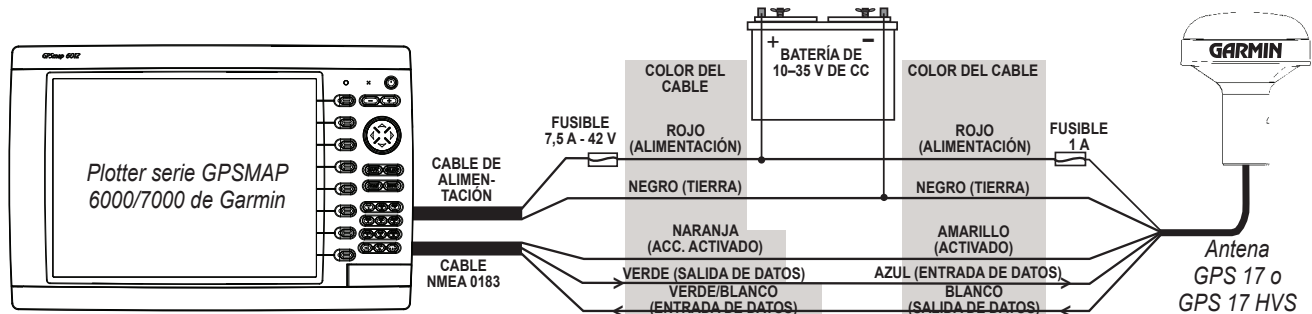 GPSmap 6012
Plotter serie GPSMAP
6000/7000 de Garmin
CABLE DE
ALIMEN-
TACIÓN
CABLE
NMEA 0183
FUSIBLE
7,5 A - 42 V
COLOR DEL
CABLE
ROJO
(ALIMENTACIÓN)
NEGRO (TIERRA)
NARANJA
(ACC. ACTIVADO)
VERDE (SALIDA DE DATOS)
VERDE/BLANCO
(ENTRADA DE DATOS)
+
–
BATERÍA DE
10–35 V DE CC
COLOR DEL CABLE
ROJO
(ALIMENTACIÓN)
NEGRO (TIERRA)
AMARILLO
(ACTIVADO)
AZUL (ENTRADA DE DATOS)
BLANCO
(SALIDA DE DATOS)
FUSIBLE
1 A
GARMIN
Antena
GPS 17 o
GPS 17 HVS